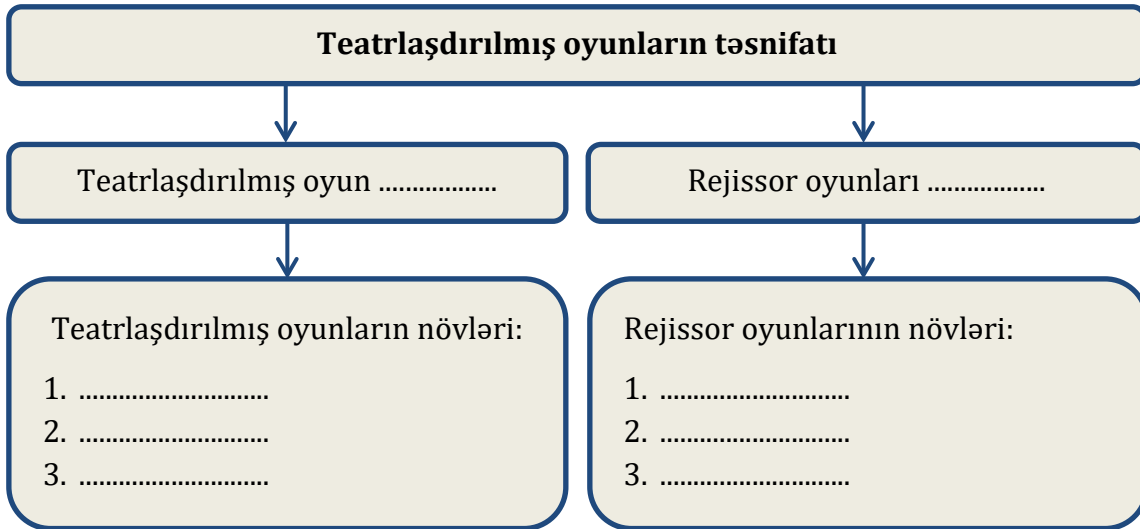 Teatrlaşdırılmış oyunların təsnifatı
Teatrlaşdırılmış oyun ..................
Rejissor oyunları ..................
Teatrlaşdırılmış oyunların növləri:
1. .............................
2. .............................
3. .............................
Rejissor oyunlarının növləri:
1. .............................
2. .............................
3. .............................